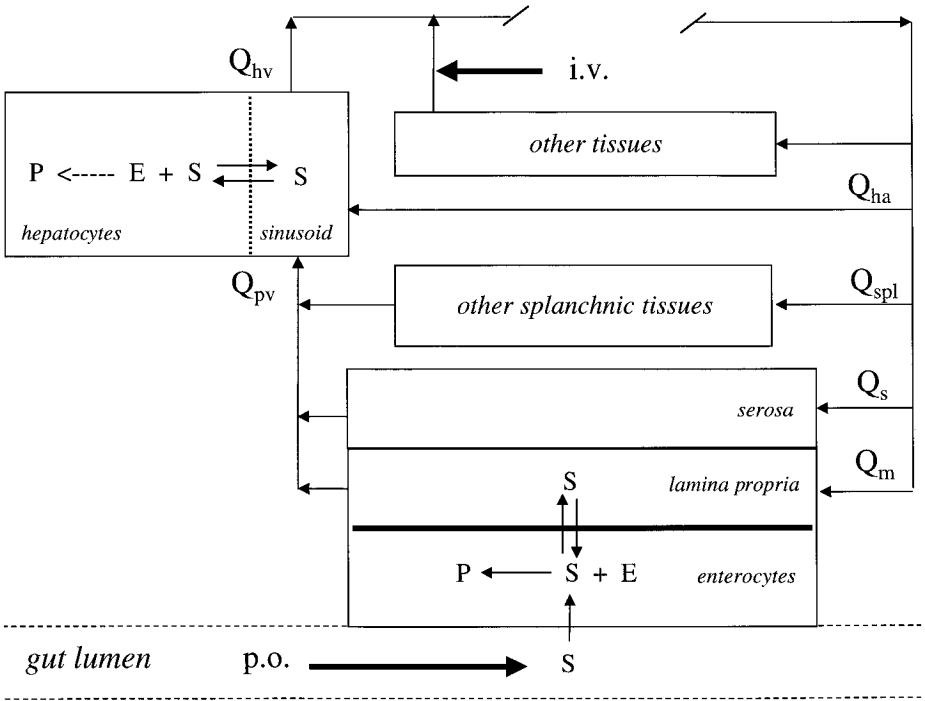 Q_hv
i.v.
other tissues
P <----- E + S
S
Q_ha
hepatocytes
sinusoid
Q_pv
Q_spl
other splanchnic tissues
Q_s
serosa
Q_m
S
lamina propria
P S + E
enterocytes
gut lumen p.o. S